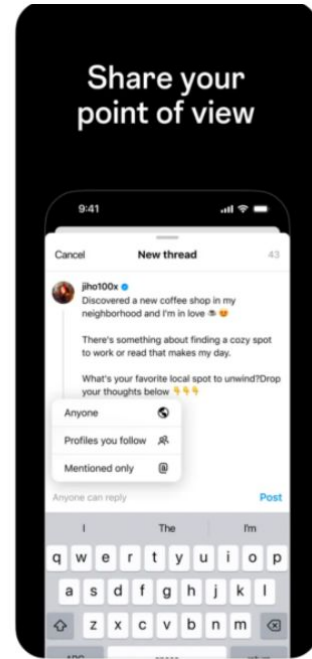 Share your
point of view
9:41
Cancel New thread 43
jiho100x
Discovered a new coffee shop in my
neighborhood and I'm in love 👁️ 😍
There's something about finding a cozy spot
to work or read that makes my day.
What's your favorite local spot to unwind?Drop
your thoughts below 👇👇👇
Anyone
Profiles you follow
Mentioned only
Anyone can reply Post
I The I'm
q w e r t y u i o p
a s d f g h j k l
z x c v b n m